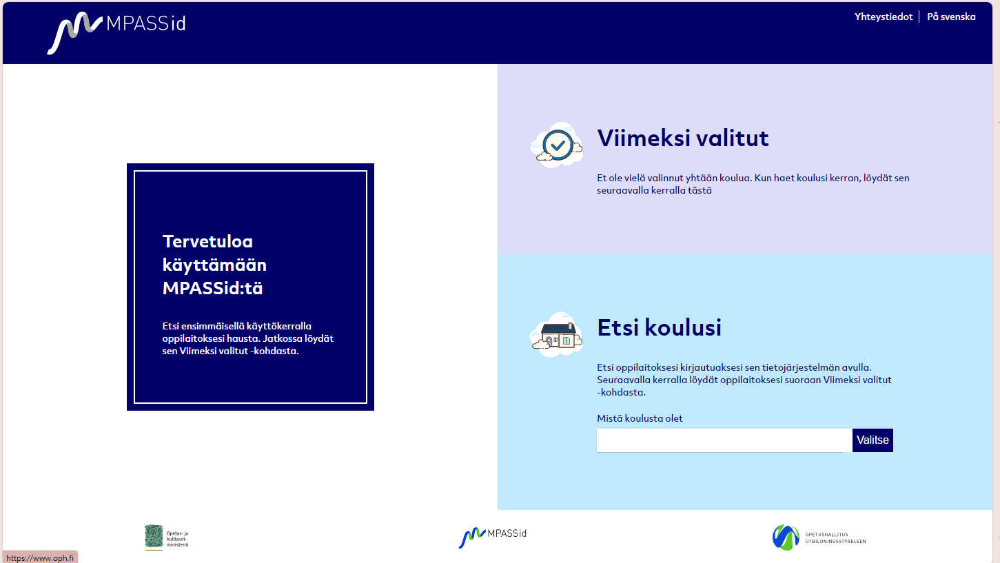 MPASSid
Yhteystiedot
På svenska
Tervetuloa
käyttämään
MPASSid:tä
Etsi ensimmäisellä käyttökerralla
oppilaitoksesi hausta. Jatkossa löydät
sen Viimeksi valitut -kohdasta.
Viimeksi valitut
Et ole vielä valinnut yhtään koulua. Kun haet koulusi kerran, löydät sen
seuraavalla kerralla tästä
Etsi koulusi
Etsi oppilaitoksesi kirjautuaksesi sen tietojärjestelmän avulla.
Seuraavalla kerralla löydät oppilaitoksesi suoraan Viimeksi valitut
-kohdasta.
Mistä koulusta olet
Valitse
Opetus- ja
kulttuuri-
ministeriö
MPASSid
OPETUSHALLITUS
UTBILDNINGSSTYRELSEN
https://www.oph.fi